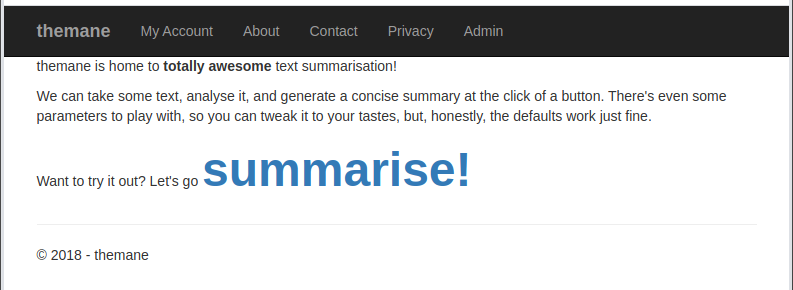 themane My Account About Contact Privacy Admin
themane is home to totally awesome text summarisation!
We can take some text, analyse it, and generate a concise summary at the click of a button. There's even some
parameters to play with, so you can tweak it to your tastes, but, honestly, the defaults work just fine.
Want to try it out? Let's go summarise!
© 2018 - themane